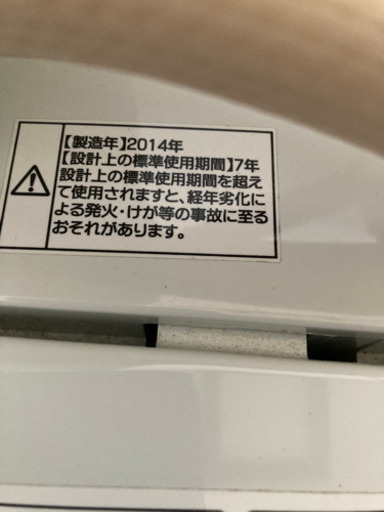 【製造年】2014年
【設計上の標準使用期間】7年
設計上の標準使用期間を超え
て使用されますと、経年劣化に
よる発火・けが等の事故に至る
おそれがあります。